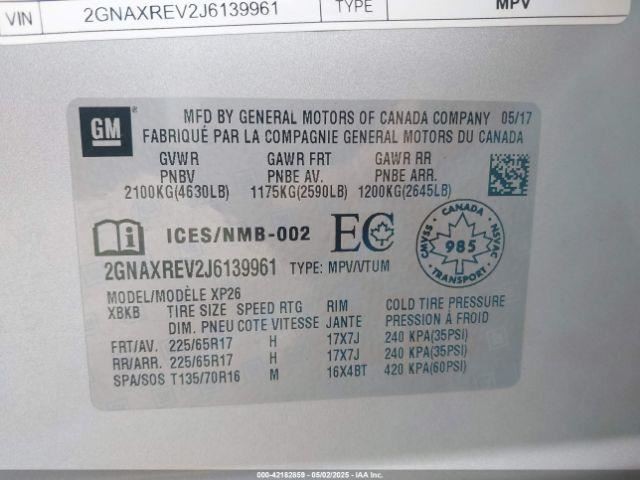 VIN 2GNAXREV2J6139961 TYPE MPV
GM
MFD BY GENERAL MOTORS OF CANADA COMPANY 05/17
FABRIQUÉ PAR LA COMPAGNIE GENERAL MOTORS DU CANADA
GVWR GAWR FRT GAWR RR
PNBV PNBE AV. PNBE ARR.
2100KG(4630LB) 1175KG(2590LB) 1200KG(2645LB)
ICES/NMB-002 EC
CANADA
CMVSS 985 NSVAC
TRANSPORT
2GNAXREV2J6139961 TYPE: MPV/VTUM
MODEL/MODÈLE XP26
XBKB TIRE SIZE SPEED RTG RIM COLD TIRE PRESSURE
DIM. PNEU COTE VITESSE JANTE PRESSION À FROID
FRT/AV. 225/65R17 H 17X7J 240 KPA(35PSI)
RR/ARR. 225/65R17 H 17X7J 240 KPA(35PSI)
SPA/SOS T135/70R16 M 16X4BT 420 KPA(60PSI)
000-42182859 - 05/02/2025 - IAAI.CA